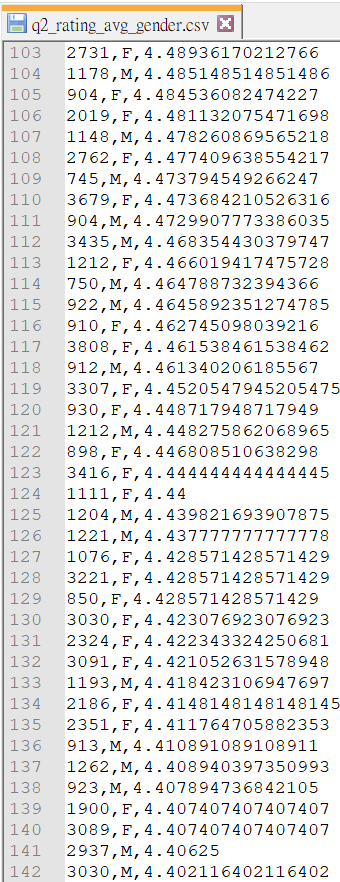 q2_rating_avg_gender.csv
103 2731,F,4.48936170212766
104 1178,M,4.485148514851486
105 904,F,4.484536082474227
106 2019,F,4.481132075471698
107 1148,M,4.478260869565218
108 2762,F,4.477409638554217
109 745,M,4.473794549266247
110 3679,F,4.473684210526316
111 904,M,4.4729907773386035
112 3435,M,4.468354430379747
113 1212,F,4.466019417475728
114 750,M,4.464788732394366
115 922,M,4.4645892351274785
116 910,F,4.462745098039216
117 3808,F,4.461538461538462
118 912,M,4.461340206185567
119 3307,F,4.4520547945205475
120 930,F,4.448717948717949
121 1212,M,4.448275862068965
122 898,F,4.446808510638298
123 3416,F,4.444444444444445
124 1111,F,4.44
125 1204,M,4.439821693907875
126 1221,M,4.437777777777778
127 1076,F,4.428571428571429
128 3221,F,4.428571428571429
129 850,F,4.428571428571429
130 3030,F,4.423076923076923
131 2324,F,4.422343324250681
132 3091,F,4.421052631578948
133 1193,M,4.418423106947697
134 2186,F,4.4148148148148145
135 2351,F,4.411764705882353
136 913,M,4.410891089108911
137 1262,M,4.408940397350993
138 923,M,4.407894736842105
139 1900,F,4.407407407407407
140 3089,F,4.407407407407407
141 2937,M,4.40625
142 3030,M,4.402116402116402